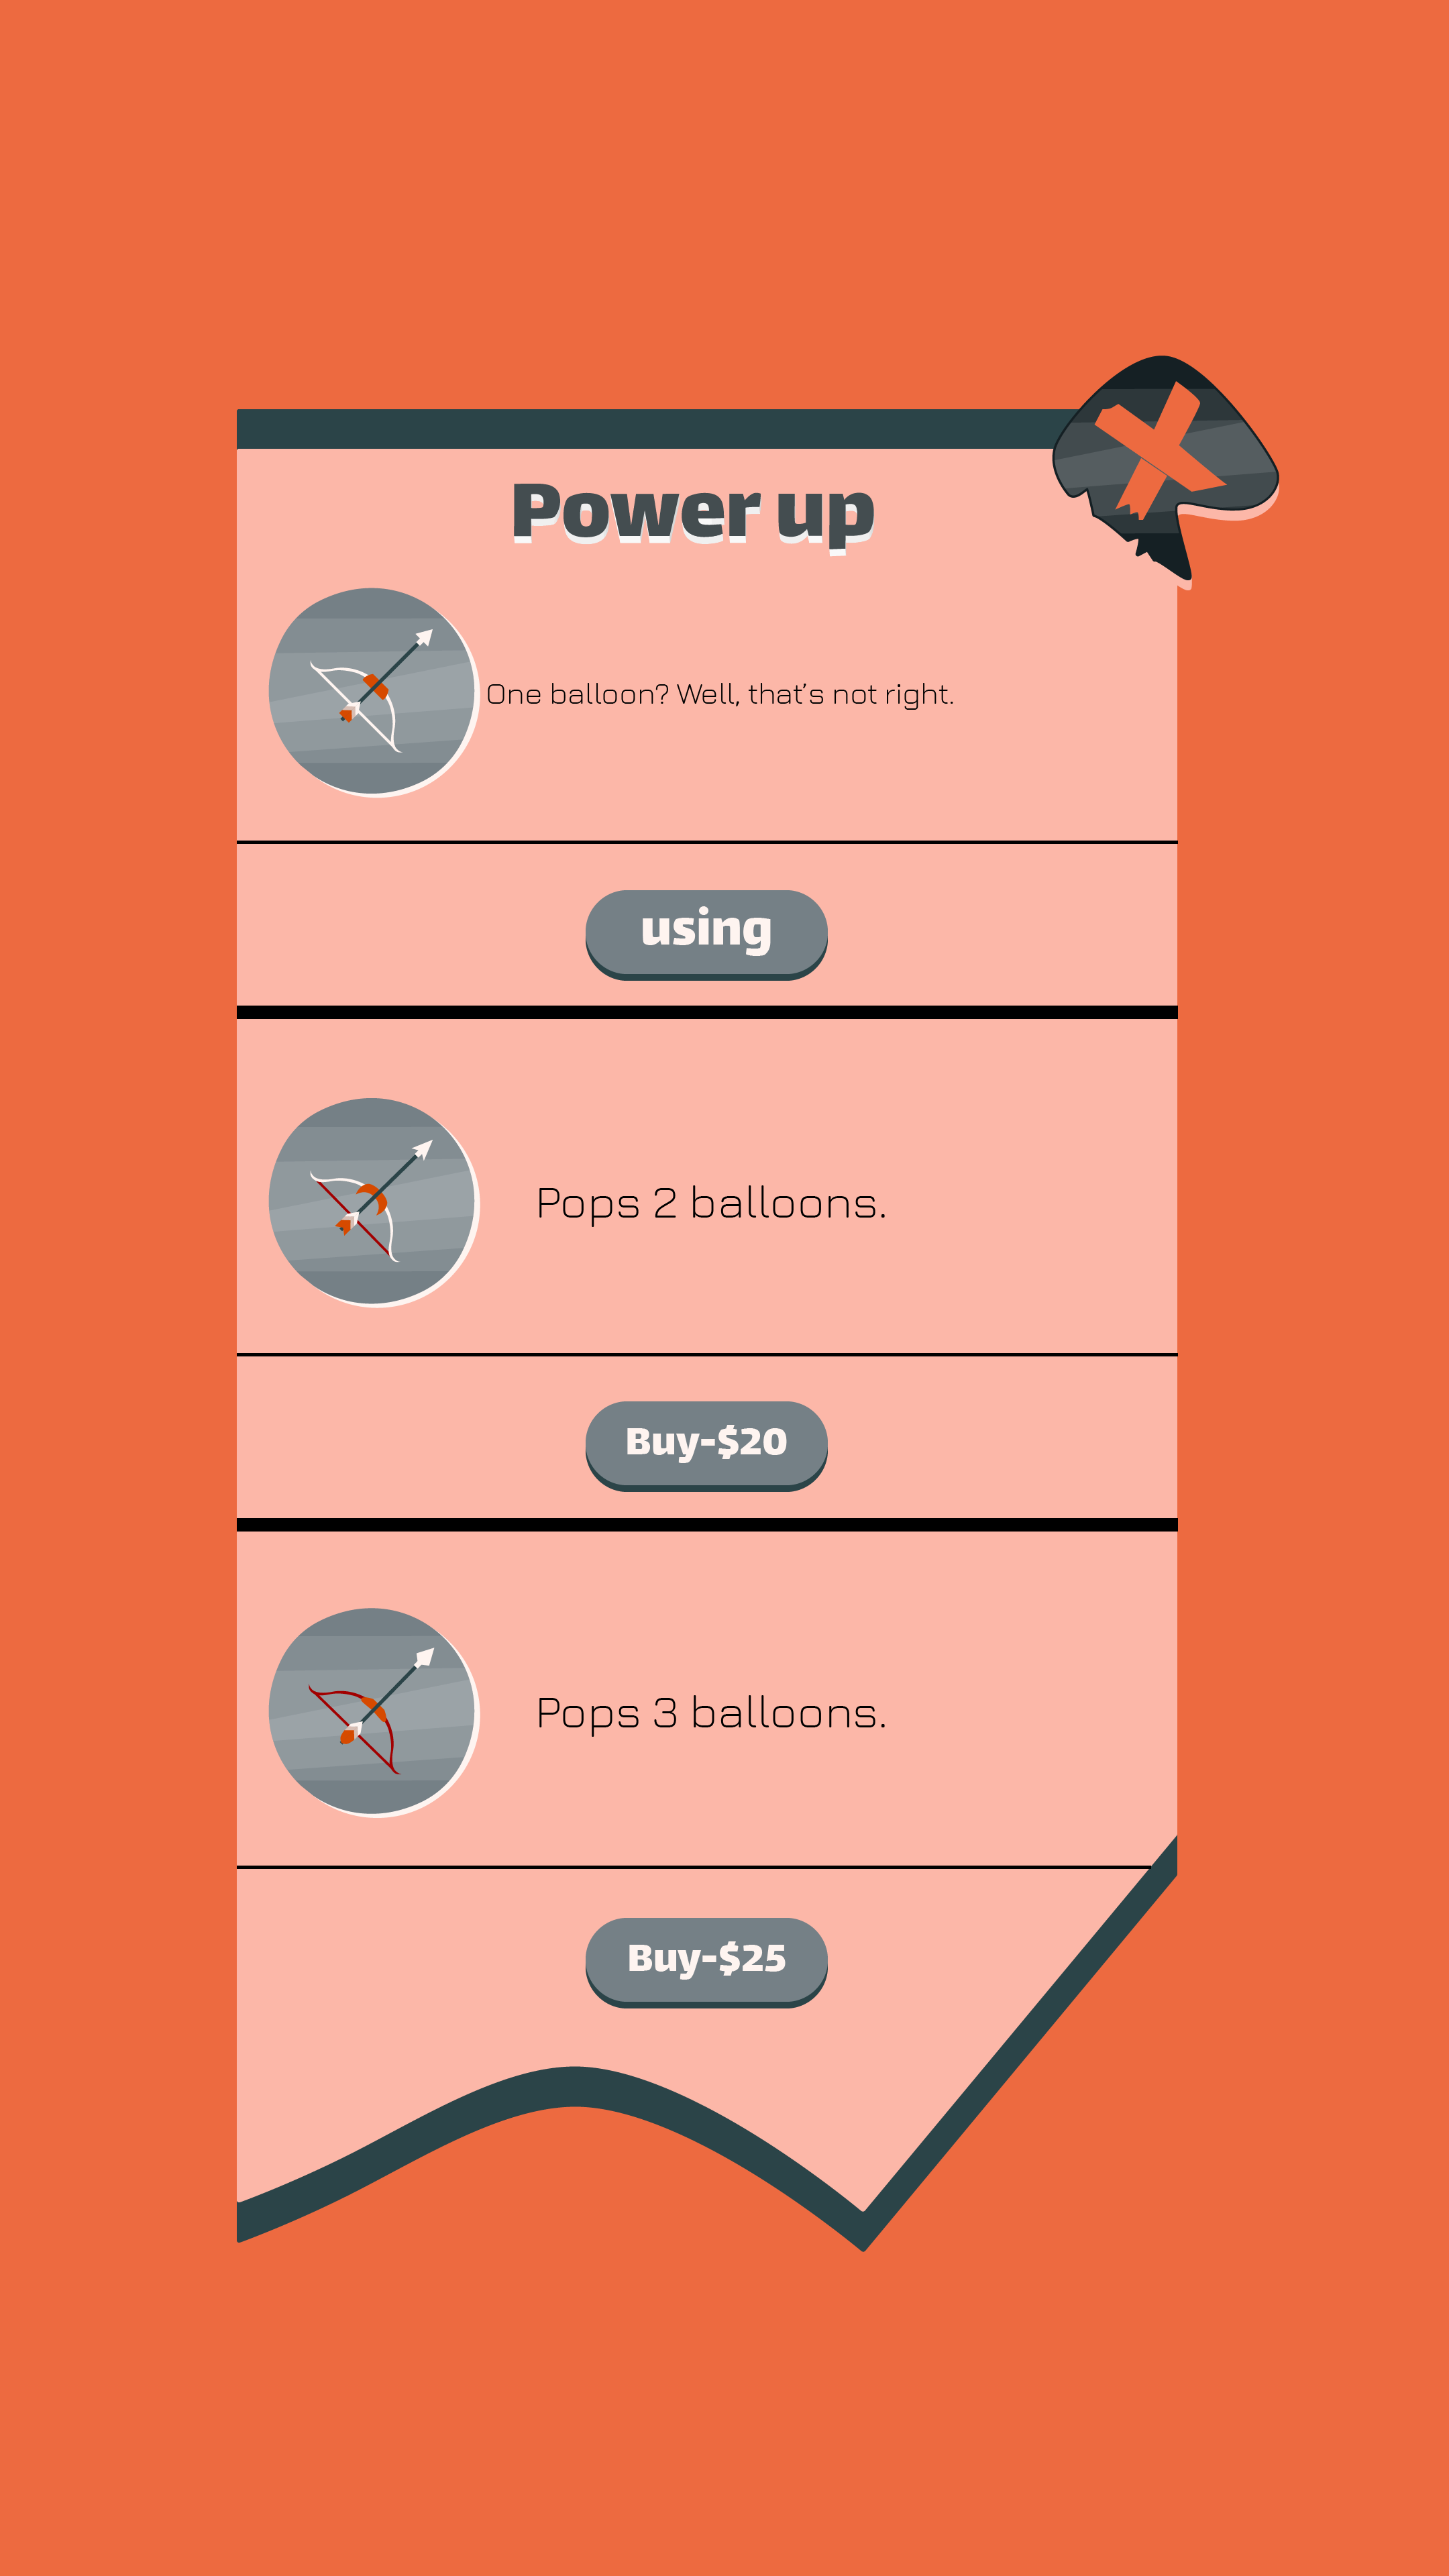 Power up
One balloon? Well, that's not right.
using
Pops 2 balloons.
Buy-$20
Pops 3 balloons.
Buy-$25